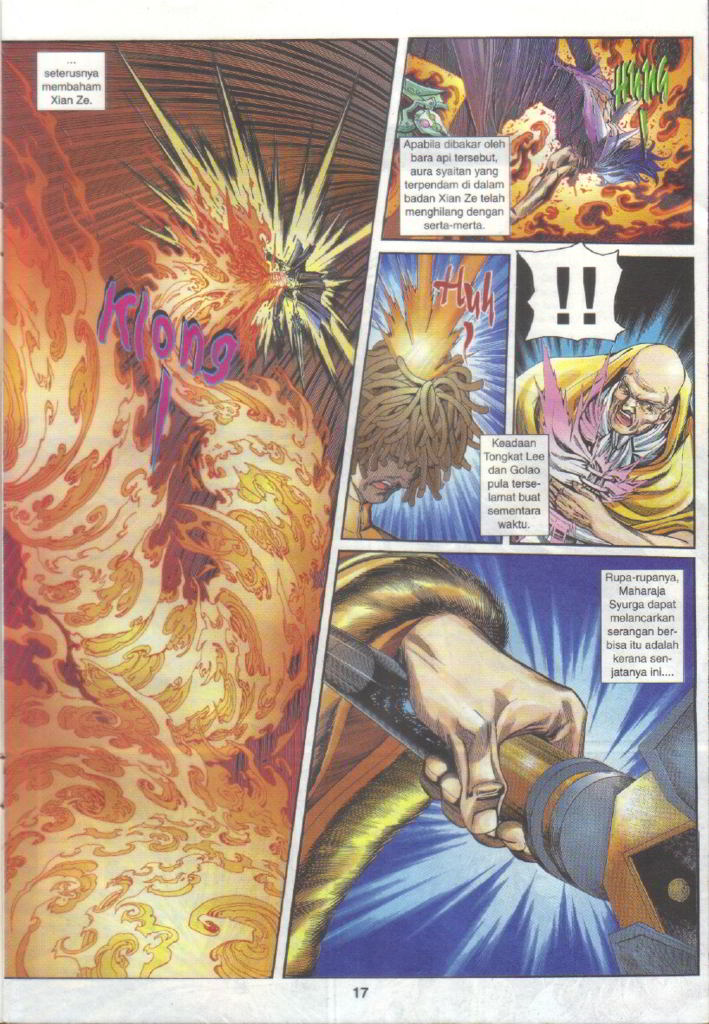 ...
seterusnya
membaham
Xian Ze.
Klong
!
Hlong
!
Apabila dibakar oleh
bara api tersebut,
aura syaitan yang
terpendam di dalam
badan Xian Ze telah
menghilang dengan
serta-merta.
Huh
!
!!
Keadaan
Tongkat Lee
dan Golao
pula terse-
lamat buat
sementara
waktu.
Rupa-rupanya,
Maharaja
Syurga dapat
melancarkan
serangan ber-
bisa itu adalah
kerana sen-
jatanya ini....
17